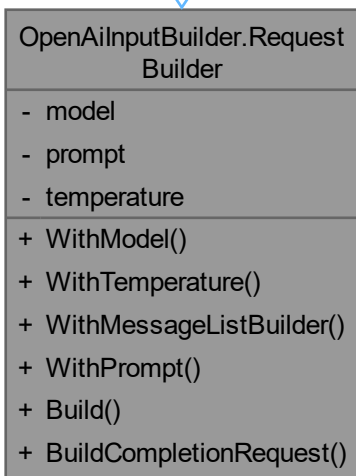 OpenAiInputBuilder.Request
Builder
- model
- prompt
- temperature
+ WithModel()
+ WithTemperature()
+ WithMessageListBuilder()
+ WithPrompt()
+ Build()
+ BuildCompletionRequest()